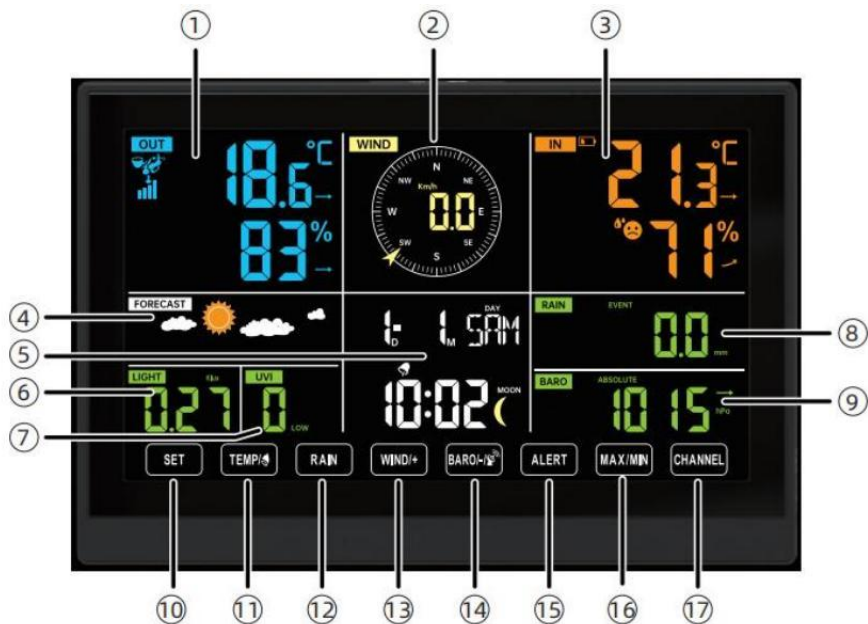 ① ② ③
OUT
18.6 °C
83 %
WIND
N
NW NE
Km/h
W 0.0 E
SW SE
S
IN
21.3 °C
71 %
④ FORECAST
⑤
DAY
1- 1 SAM
D M
10:02 MOON
RAIN EVENT
0.0 mm
⑧
⑥ LIGHT
0.27
⑦ UVI
0 LOW
BARO ABSOLUTE
1015 hPa
⑨
SET TEMP/ RAIN WIND/+ BARO/-/ ALERT MAX/MIN CHANNEL
⑩ ⑪ ⑫ ⑬ ⑭ ⑮ ⑯ ⑰